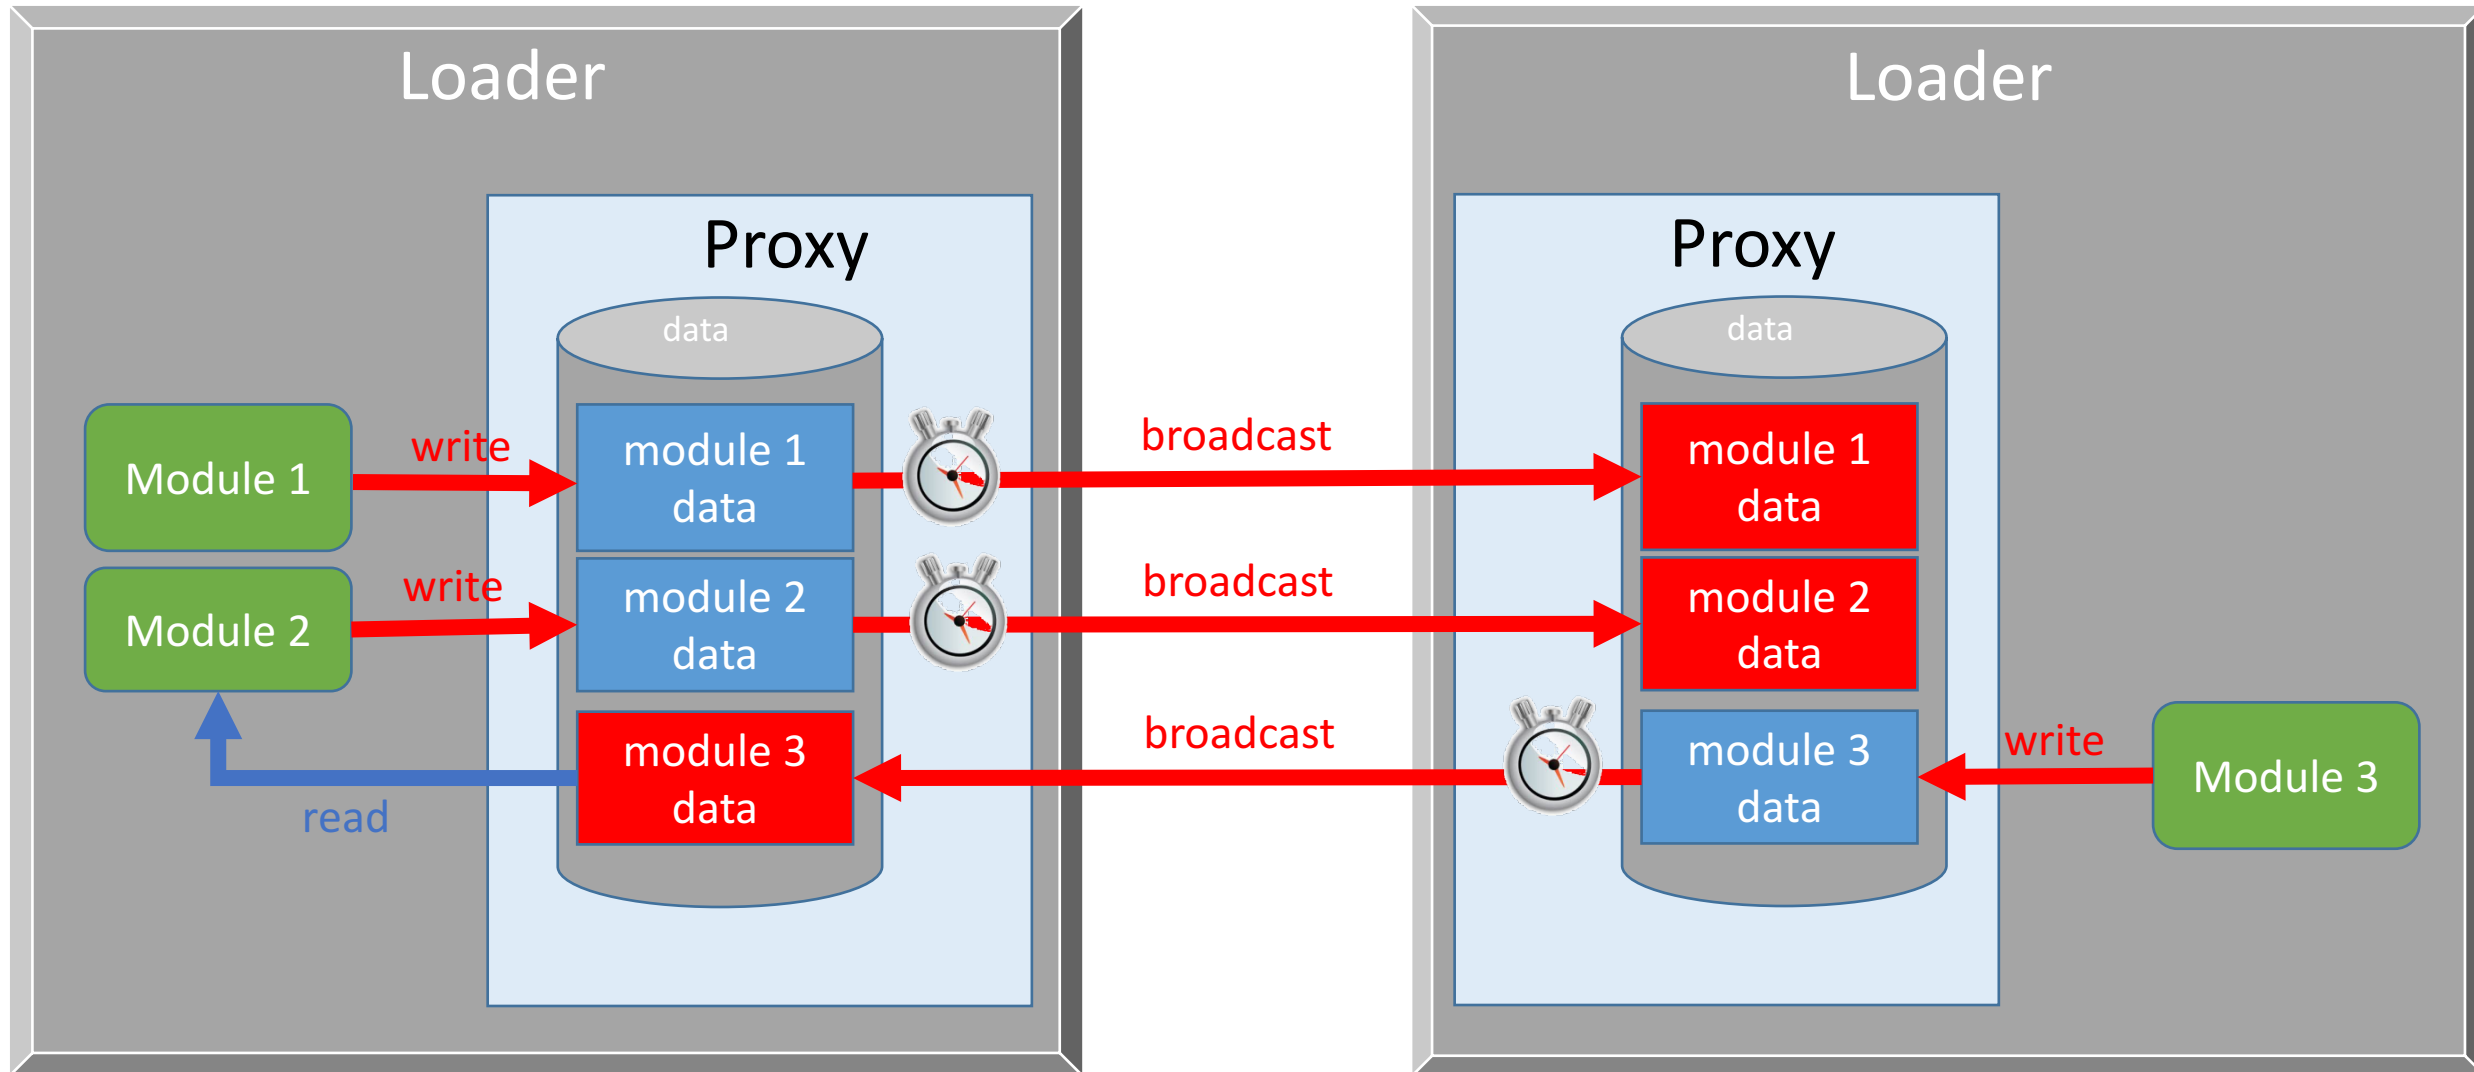 Loader
Loader
Proxy
Proxy
data
data
Module 1
write
module 1
data
broadcast
module 1
data
Module 2
write
module 2
data
broadcast
module 2
data
read
module 3
data
broadcast
module 3
data
write
Module 3